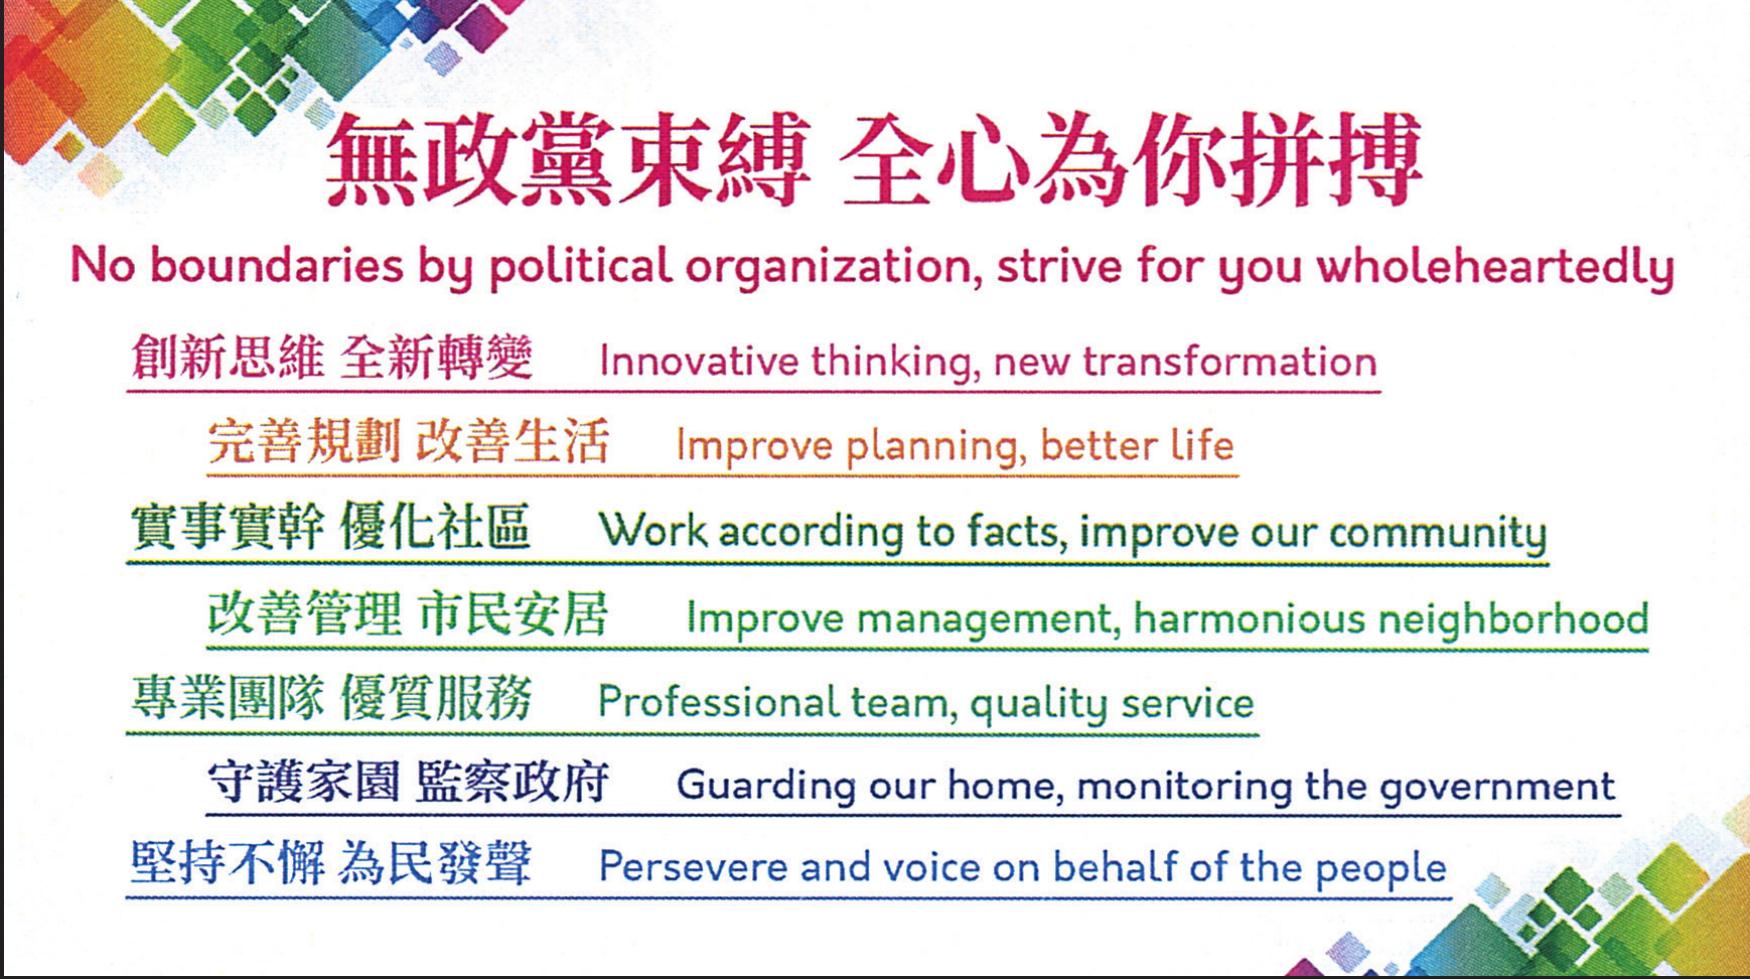 無政黨束縛 全心為你拼搏
No boundaries by political organization, strive for you wholeheartedly
創新思維 全新轉變 Innovative thinking, new transformation
完善規劃 改善生活 Improve planning, better life
實事實幹 優化社區 Work according to facts, improve our community
改善管理 市民安居 Improve management, harmonious neighborhood
專業團隊 優質服務 Professional team, quality service
守護家園 監察政府 Guarding our home, monitoring the government
堅持不懈 為民發聲 Persevere and voice on behalf of the people